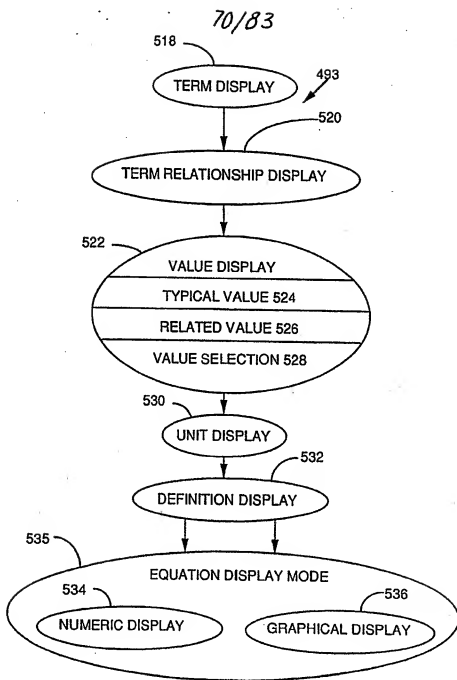 70/83
518
TERM DISPLAY
493
520
TERM RELATIONSHIP DISPLAY
522
VALUE DISPLAY
TYPICAL VALUE 524
RELATED VALUE 526
VALUE SELECTION 528
530
UNIT DISPLAY
532
DEFINITION DISPLAY
535
EQUATION DISPLAY MODE
534
NUMERIC DISPLAY
536
GRAPHICAL DISPLAY